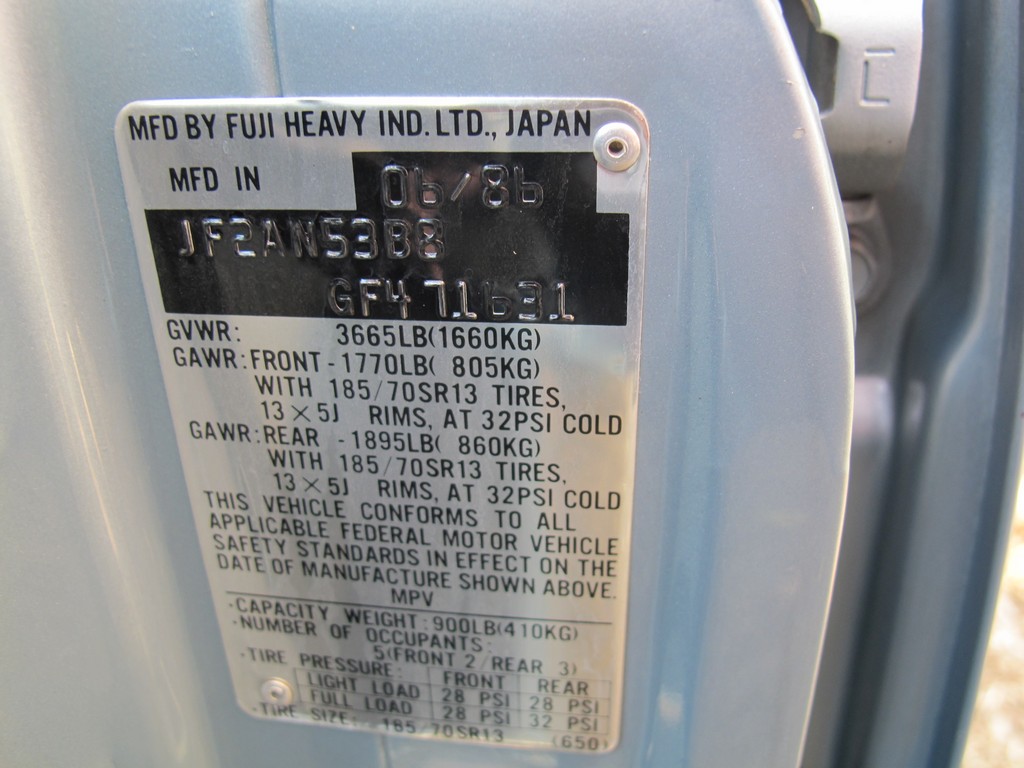 MFD BY FUJI HEAVY IND. LTD., JAPAN
MFD IN 06/86
JF2AW53B8
GF471631
GVWR: 3665LB(1660KG)
GAWR:FRONT-1770LB( 805KG)
WITH 185/70SR13 TIRES,
13×5J RIMS, AT 32PSI COLD
GAWR:REAR -1895LB( 860KG)
WITH 185/70SR13 TIRES,
13×5J RIMS, AT 32PSI COLD
THIS VEHICLE CONFORMS TO ALL
APPLICABLE FEDERAL MOTOR VEHICLE
SAFETY STANDARDS IN EFFECT ON THE
DATE OF MANUFACTURE SHOWN ABOVE.
MPV
·CAPACITY WEIGHT:900LB(410KG)
·NUMBER OF OCCUPANTS:
5(FRONT 2/REAR 3)
·TIRE PRESSURE: FRONT REAR
LIGHT LOAD 28 PSI 28 PSI
FULL LOAD 28 PSI 32 PSI
·TIRE SIZE: 185/70SR13 (650)